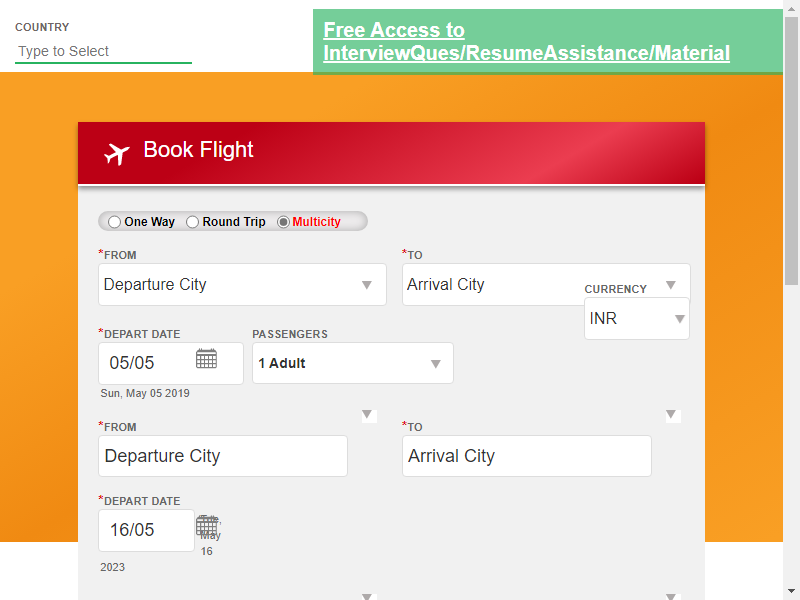 COUNTRY
Type to Select
Free Access to
InterviewQues/ResumeAssistance/Material
Book Flight
One Way Round Trip Multicity
*FROM
*TO
Departure City
Arrival City
CURRENCY
INR
*DEPART DATE
PASSENGERS
05/05
1 Adult
Sun, May 05 2019
*FROM
*TO
Departure City
Arrival City
*DEPART DATE
16/05
May
16
2023